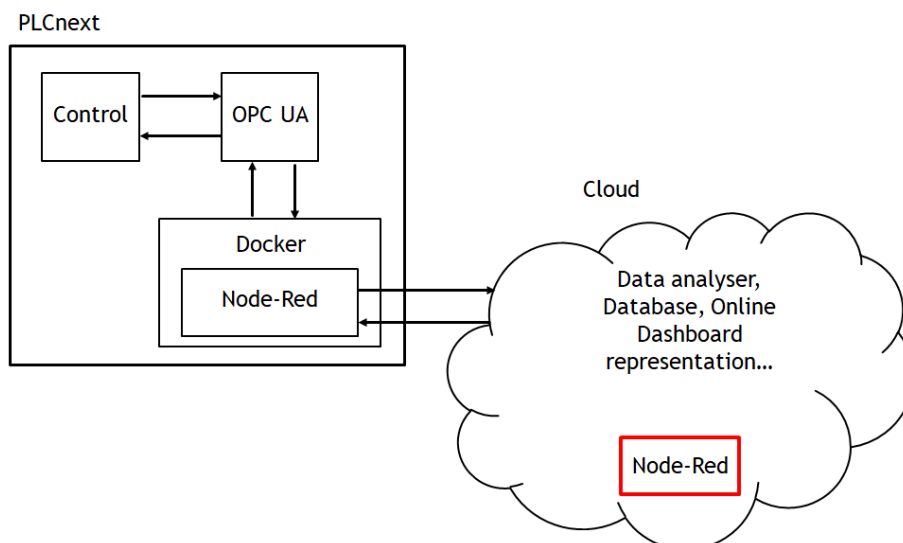 PLCnext
Control
OPC UA
Docker
Node-Red
Cloud
Data analyser,
Database, Online
Dashboard
representation...
Node-Red